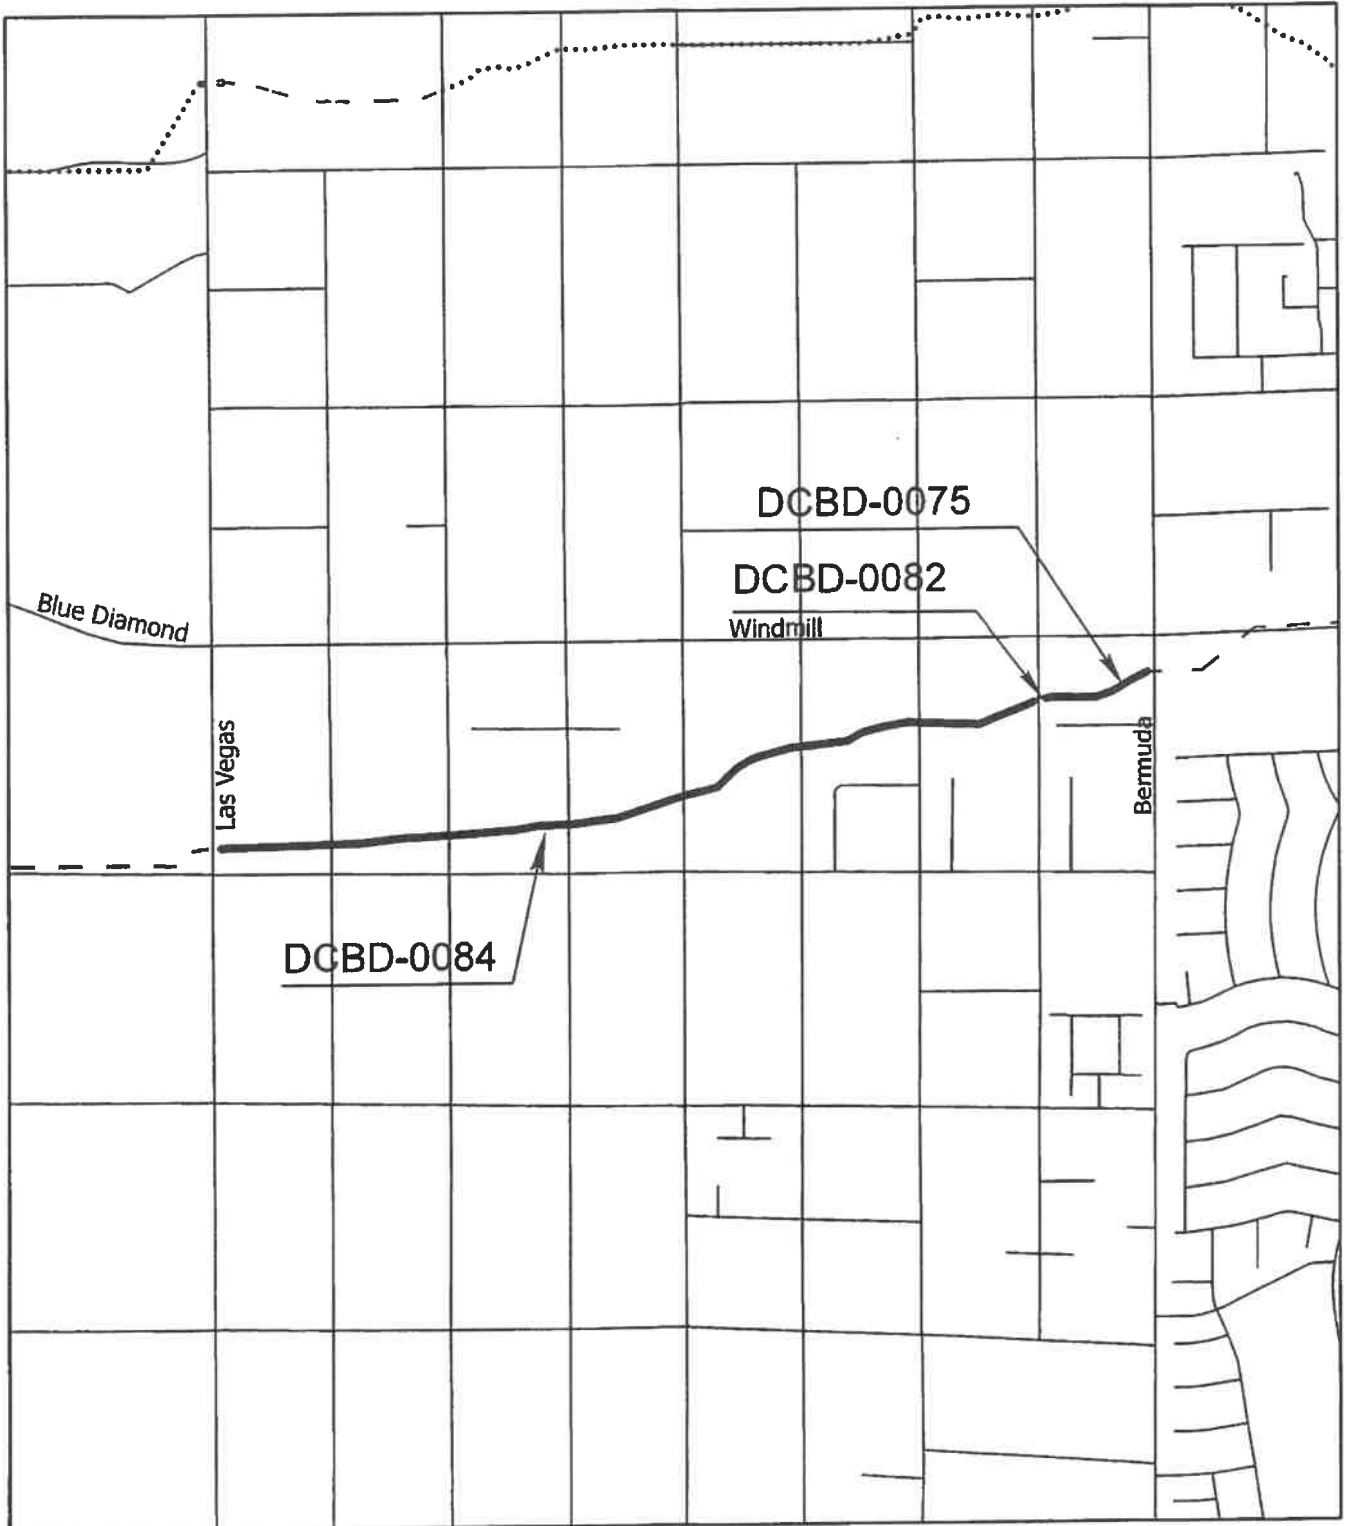 DCBD-0075
DCBD-0082
Windmill
Blue Diamond
Las Vegas
Bermuda
DCBD-0084